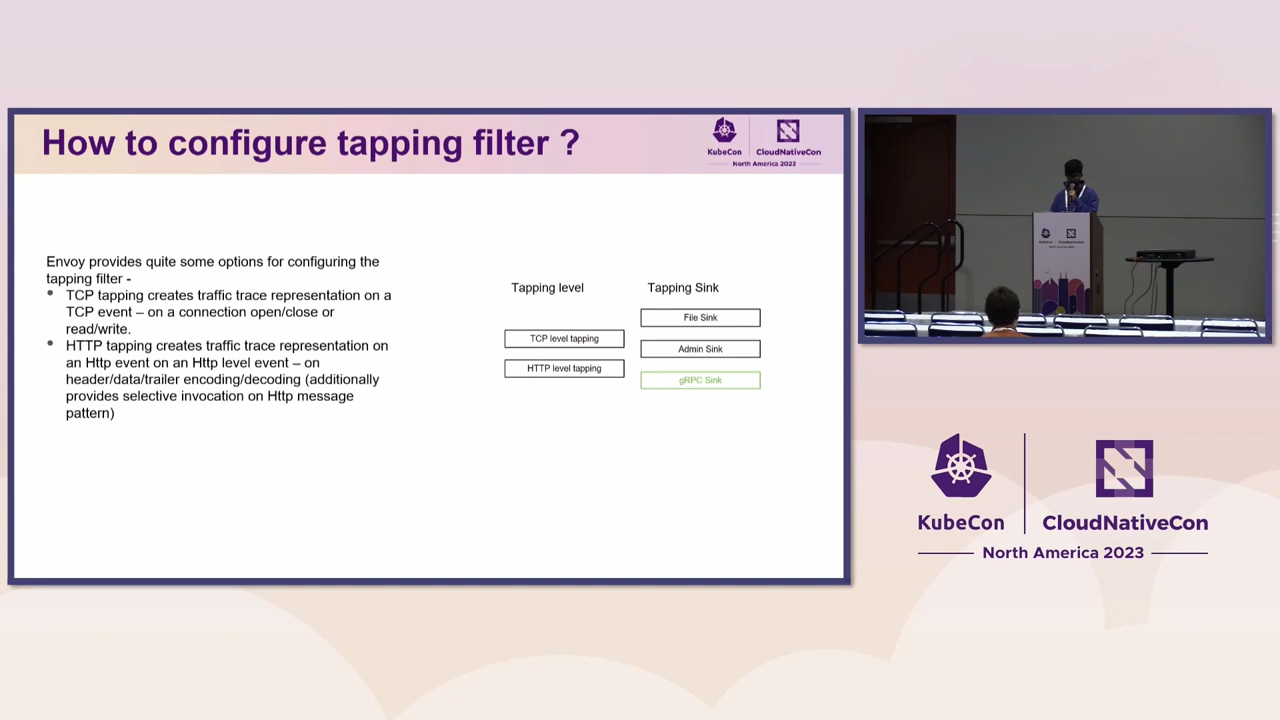 How to configure tapping filter ?
KubeCon
CloudNativeCon
North America 2023
Envoy provides quite some options for configuring the
tapping filter -
• TCP tapping creates traffic trace representation on a
TCP event – on a connection open/close or
read/write.
• HTTP tapping creates traffic trace representation on
an Http event on an Http level event – on
header/data/trailer encoding/decoding (additionally
provides selective invocation on Http message
pattern)
Tapping level
TCP level tapping
HTTP level tapping
Tapping Sink
File Sink
Admin Sink
gRPC Sink
KubeCon
CloudNativeCon
North America 2023